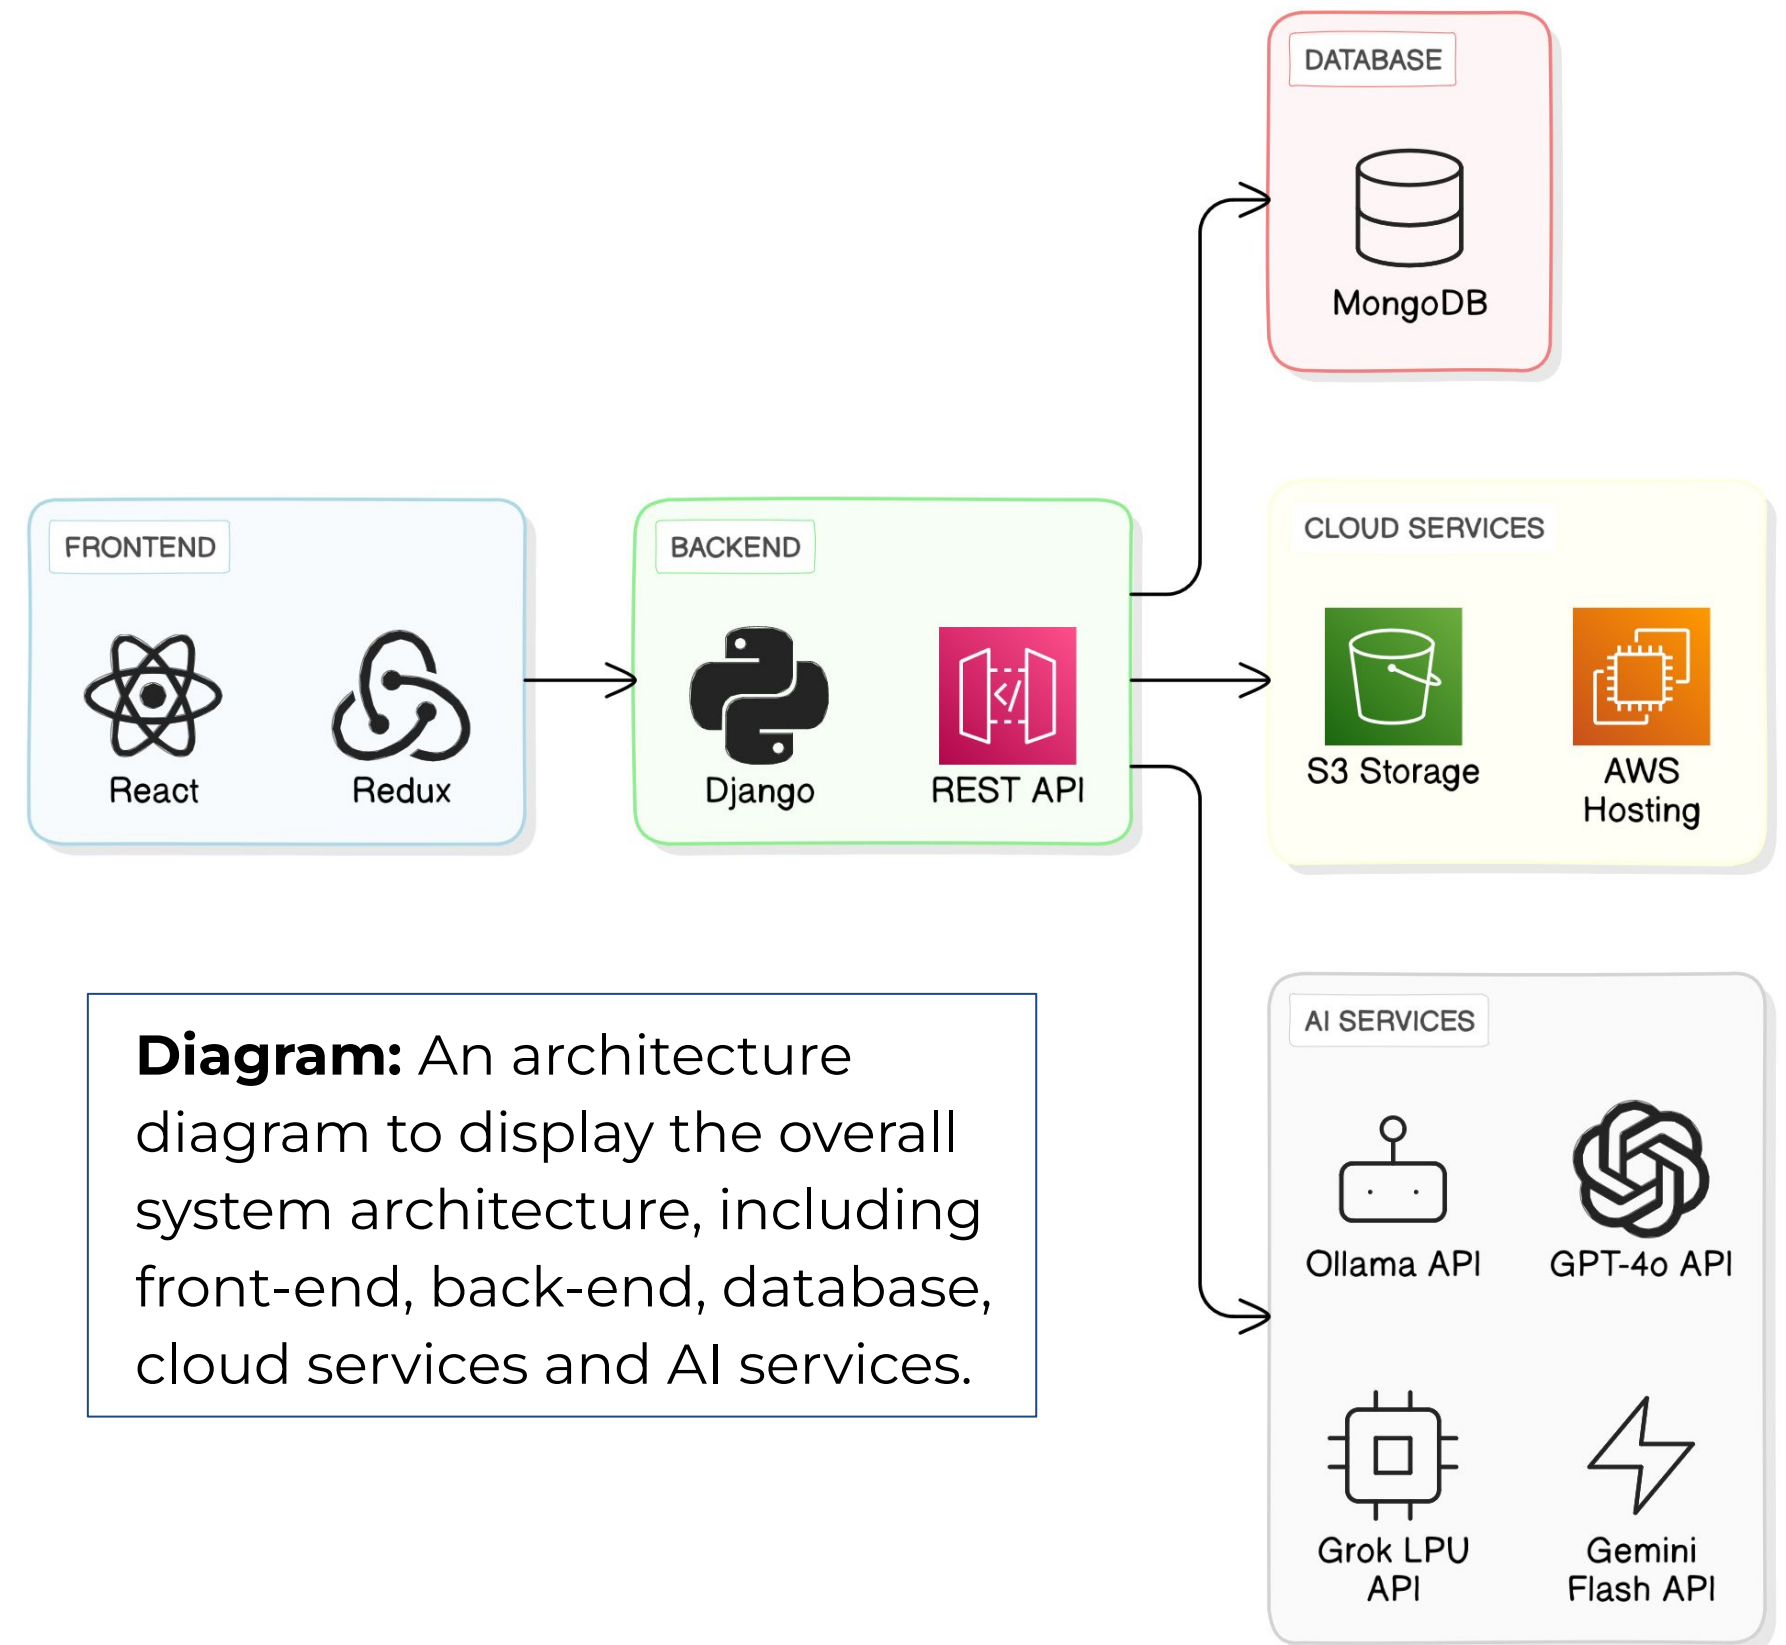 DATABASE
MongoDB
FRONTEND
React
Redux
BACKEND
Django
REST API
CLOUD SERVICES
S3 Storage
AWS
Hosting
Diagram: An architecture
diagram to display the overall
system architecture, including
front-end, back-end, database,
cloud services and AI services.
AI SERVICES
Ollama API
GPT-4o API
Grok LPU
API
Gemini
Flash API